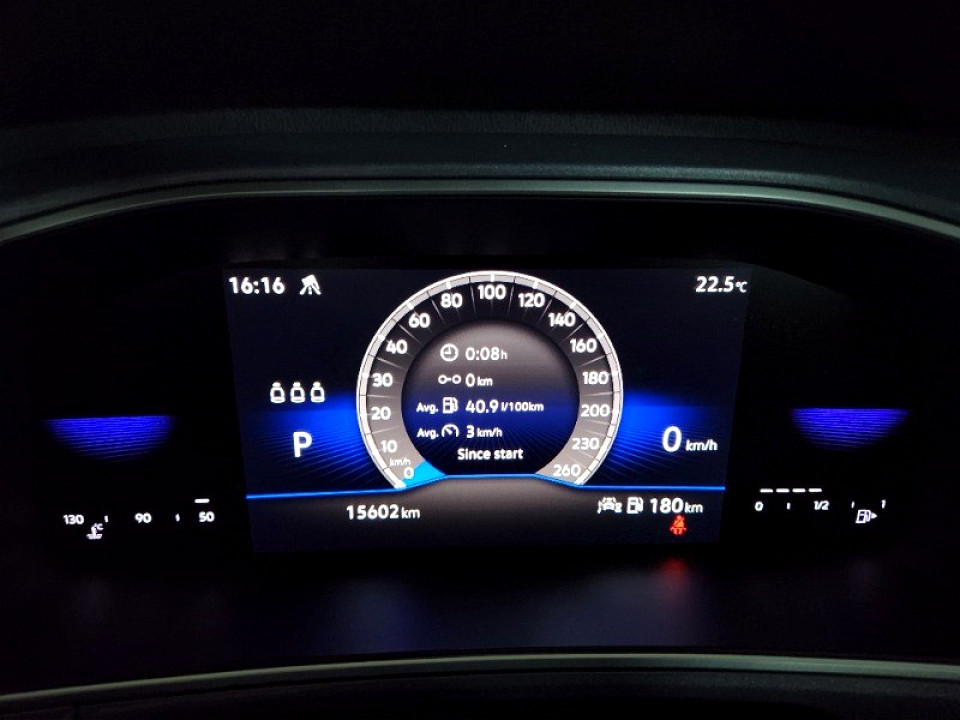 16:16
22.5°C
100
80 120
60 140
40 160
30 180
20 200
10 230
km/h
0 260
0:08 h
0 km
Avg. 40.9 l/100km
Avg. 3 km/h
Since start
P
0 km/h
15602 km
180 km
130 90 50
°C
0 1/2 1